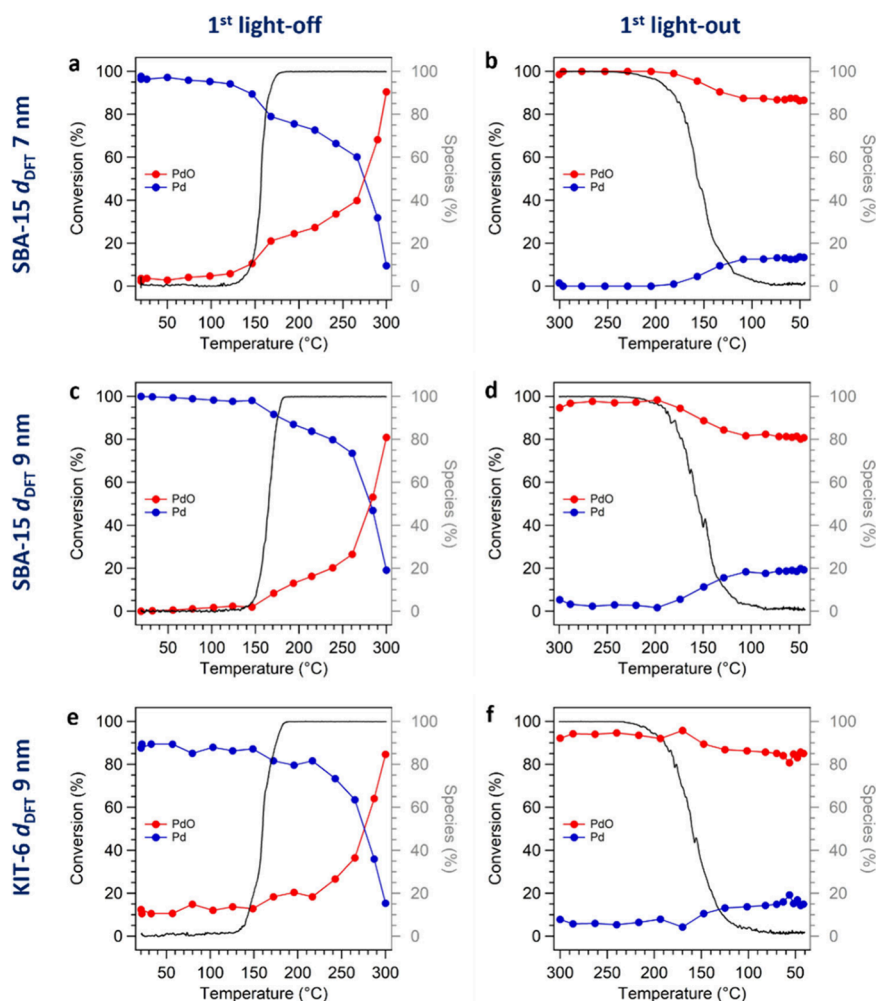 1st light-off
1st light-out
SBA-15 dDFT 7 nm
a
100
80
60
40
20
0
Conversion (%)
PdO
Pd
100
80
60
40
20
0
Species (%)
50 100 150 200 250 300
Temperature (°C)
b
100
80
60
40
20
0
Conversion (%)
PdO
Pd
100
80
60
40
20
0
Species (%)
300 250 200 150 100 50
Temperature (°C)
SBA-15 dDFT 9 nm
c
100
80
60
40
20
0
Conversion (%)
PdO
Pd
100
80
60
40
20
0
Species (%)
50 100 150 200 250 300
Temperature (°C)
d
100
80
60
40
20
0
Conversion (%)
PdO
Pd
100
80
60
40
20
0
Species (%)
300 250 200 150 100 50
Temperature (°C)
KIT-6 dDFT 9 nm
e
100
80
60
40
20
0
Conversion (%)
PdO
Pd
100
80
60
40
20
0
Species (%)
50 100 150 200 250 300
Temperature (°C)
f
100
80
60
40
20
0
Conversion (%)
PdO
Pd
100
80
60
40
20
0
Species (%)
300 250 200 150 100 50
Temperature (°C)